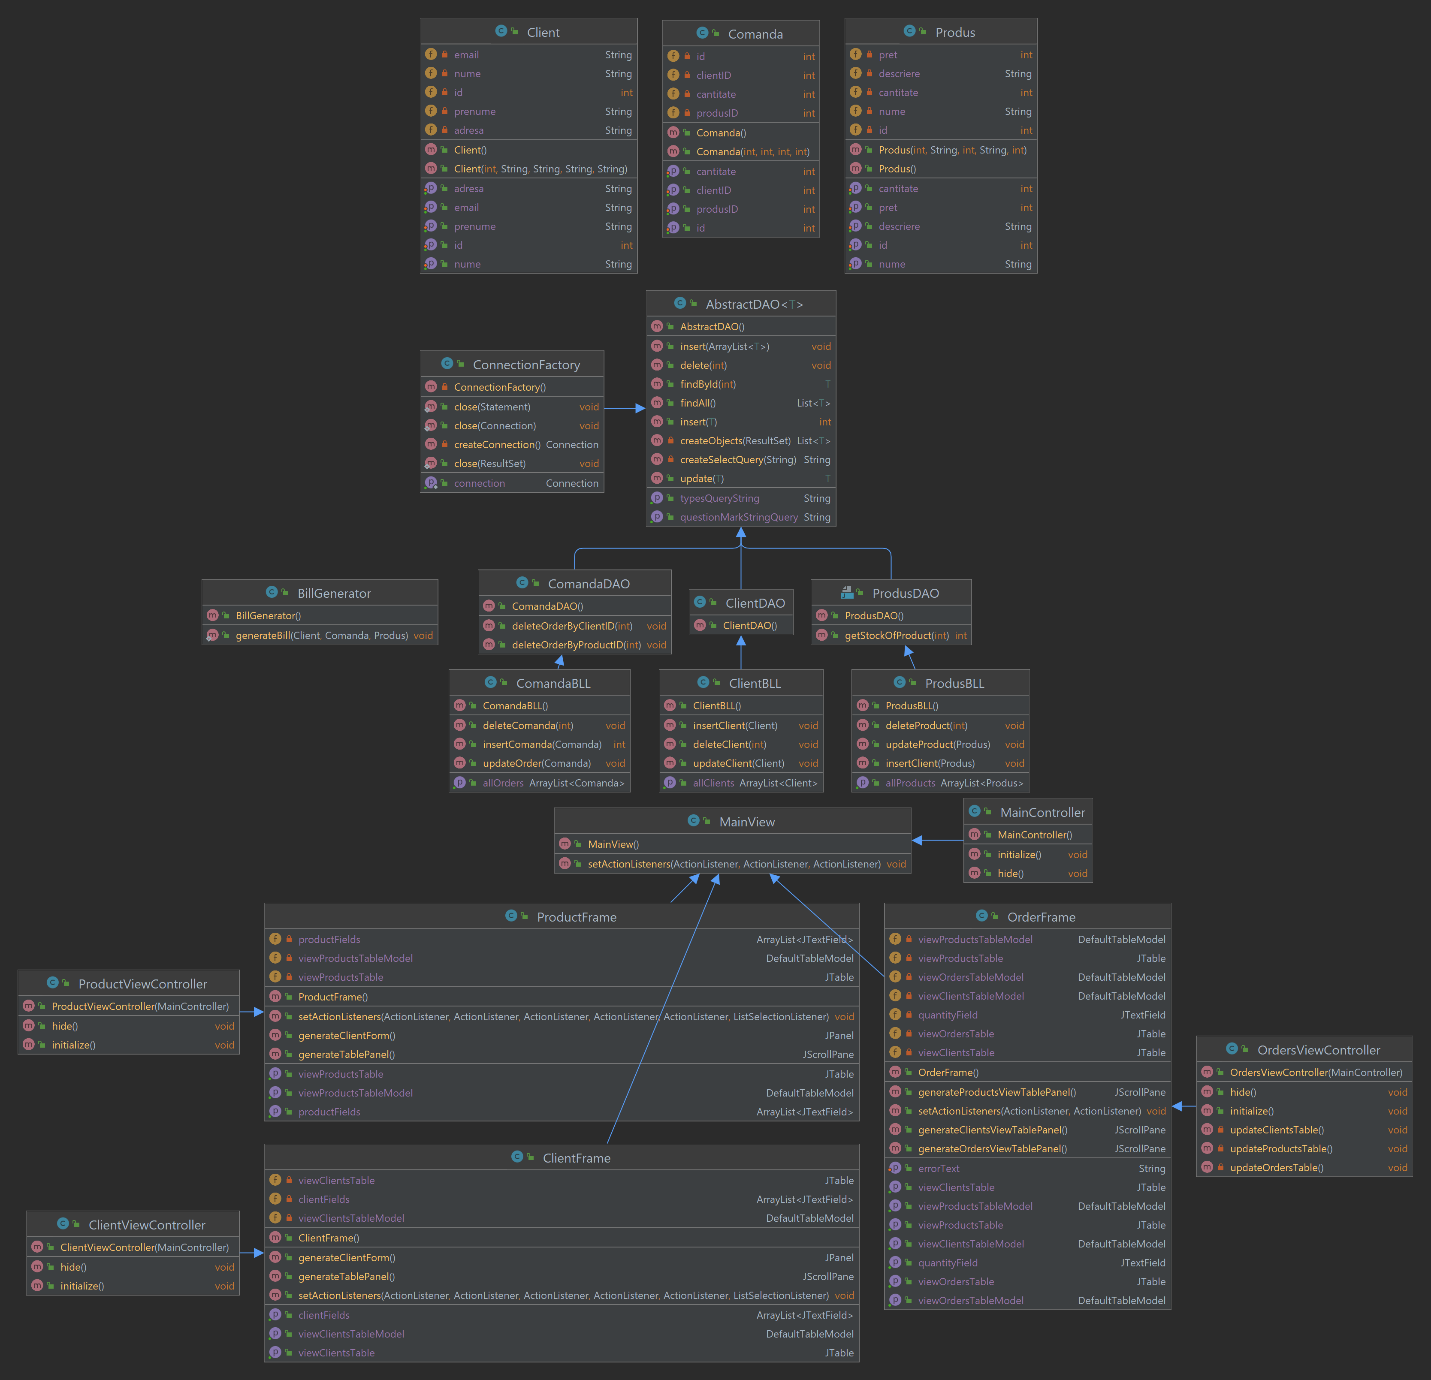 Client
email String
nume String
id int
prenume String
adresa String
Client()
Client(int, String, String, String, String)
adresa String
email String
prenume String
id int
nume String
Comanda
id int
clientID int
cantitate int
produsID int
Comanda()
Comanda(int, int, int, int)
cantitate int
clientID int
produsID int
id int
Produs
pret int
descriere String
cantitate int
nume String
id int
Produs(int, String, int, String, int)
Produs()
cantitate int
pret int
descriere String
id int
nume String
AbstractDAO<T>
AbstractDAO()
insert(ArrayList<T>) void
delete(int) void
findById(int) T
findAll() List<T>
insert(T) int
createObjects(ResultSet) List<T>
createSelectQuery(String) String
update(T) T
typesQueryString String
questionMarkStringQuery String
ConnectionFactory
ConnectionFactory()
close(Statement) void
close(Connection) void
createConnection() Connection
close(ResultSet) void
connection Connection
BillGenerator
BillGenerator()
generateBill(Client, Comanda, Produs) void
ComandaDAO
ComandaDAO()
deleteOrderByClientID(int) void
deleteOrderByProductID(int) void
ClientDAO
ClientDAO()
ProdusDAO
ProdusDAO()
getStockOfProduct(int) int
ComandaBLL
ComandaBLL()
deleteComanda(int) void
insertComanda(Comanda) int
updateOrder(Comanda) void
allOrders ArrayList<Comanda>
ClientBLL
ClientBLL()
insertClient(Client) void
deleteClient(int) void
updateClient(Client) void
allClients ArrayList<Client>
ProdusBLL
ProdusBLL()
deleteProduct(int) void
updateProduct(Produs) void
insertClient(Produs) void
allProducts ArrayList<Produs>
MainView
MainView()
setActionListeners(ActionListener, ActionListener, ActionListener) void
MainController
MainController()
initialize() void
hide() void
ProductFrame
productFields ArrayList<JTextField>
viewProductsTableModel DefaultTableModel
viewProductsTable JTable
ProductFrame()
setActionListeners(ActionListener, ActionListener, ActionListener, ActionListener, ActionListener, ListSelectionListener) void
generateClientForm() JPanel
generateTablePanel() JScrollPane
viewProductsTable JTable
viewProductsTableModel DefaultTableModel
productFields ArrayList<JTextField>
OrderFrame
viewProductsTableModel DefaultTableModel
viewProductsTable JTable
viewOrdersTableModel DefaultTableModel
viewClientsTableModel DefaultTableModel
quantityField JTextField
viewOrdersTable JTable
viewClientsTable JTable
OrderFrame()
generateProductsViewTablePanel() JScrollPane
setActionListeners(ActionListener, ActionListener) void
generateClientsViewTablePanel() JScrollPane
generateOrdersViewTablePanel() JScrollPane
errorText String
viewClientsTable JTable
viewProductsTableModel DefaultTableModel
viewProductsTable JTable
viewClientsTableModel DefaultTableModel
quantityField JTextField
viewOrdersTable JTable
viewOrdersTableModel DefaultTableModel
ProductViewController
ProductViewController(MainController)
hide() void
initialize() void
OrdersViewController
OrdersViewController(MainController)
hide() void
initialize() void
updateClientsTable() void
updateProductsTable() void
updateOrdersTable() void
ClientFrame
viewClientsTable JTable
clientFields ArrayList<JTextField>
viewClientsTableModel DefaultTableModel
ClientFrame()
generateClientForm() JPanel
generateTablePanel() JScrollPane
setActionListeners(ActionListener, ActionListener, ActionListener, ActionListener, ActionListener, ListSelectionListener) void
clientFields ArrayList<JTextField>
viewClientsTableModel DefaultTableModel
viewClientsTable JTable
ClientViewController
ClientViewController(MainController)
hide() void
initialize() void